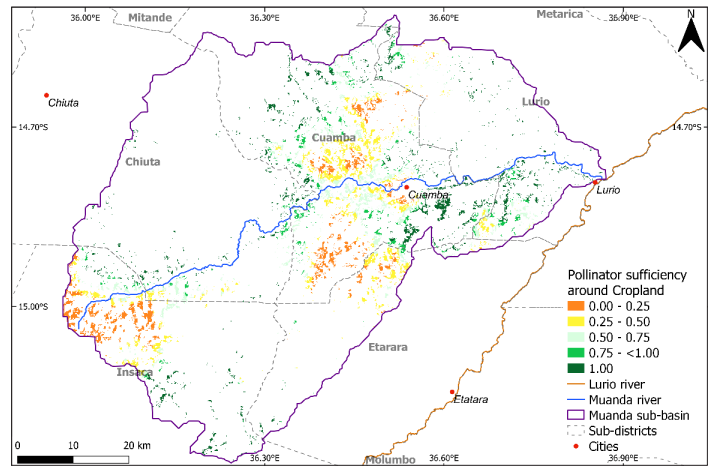 36.00°E 36.30°E 36.60°E 36.90°E
Mitande
Metarica
N
Chiuta
Lurio
14.70°S
14.70°S
Cuamba
Chiuta
Cuamba
Lurio
Pollinator sufficiency
around Cropland
0.00 - 0.25
0.25 - 0.50
0.50 - 0.75
0.75 - <1.00
1.00
Lurio river
Muanda river
Muanda sub-basin
Sub-districts
Cities
15.00°S
15.00°S
Etarara
Insaca
Etatara
0 10 20 km
Molumbo
36.30°E 36.60°E 36.90°E